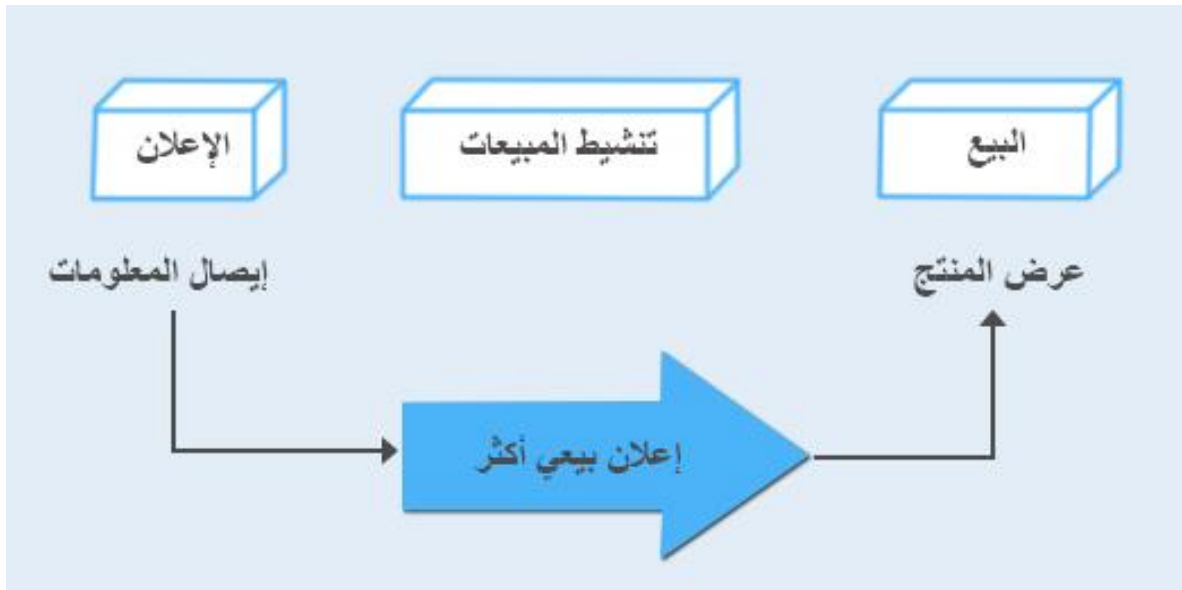 البيع
تنشيط المبيعات
الإعلان
عرض المنتج
إيصال المعلومات
إعلان بيعي أكثر